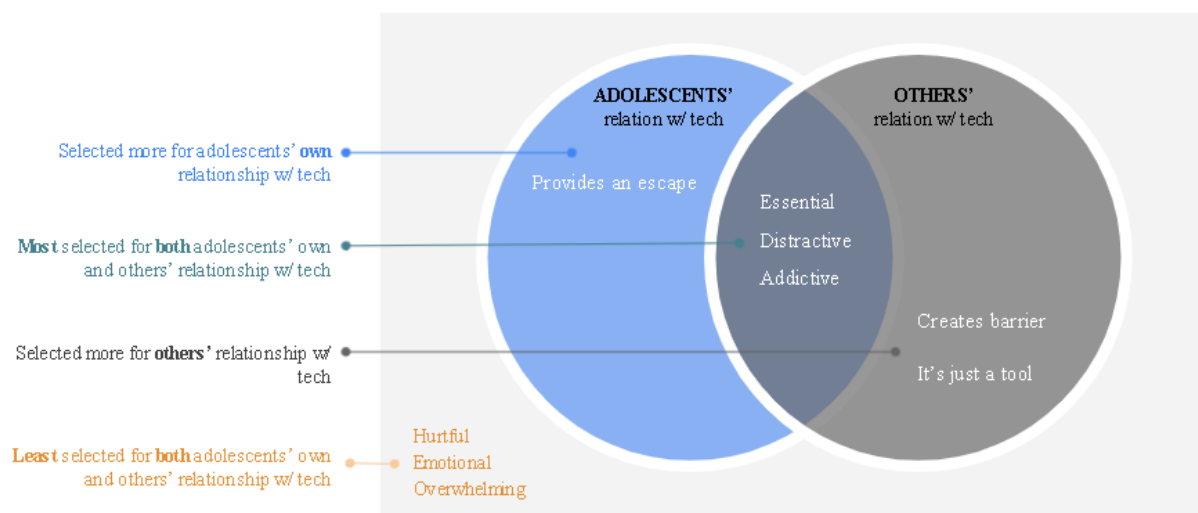 ADOLESCENTS’
relation w/ tech
OTHERS’
relation w/ tech
Selected more for adolescents’ own
relationship w/ tech
Provides an escape
Essential
Distractive
Addictive
Most selected for both adolescents’ own
and others’ relationship w/ tech
Creates barrier
It’s just a tool
Selected more for others’ relationship w/
tech
Least selected for both adolescents’ own
and others’ relationship w/ tech
Hurtful
Emotional
Overwhelming